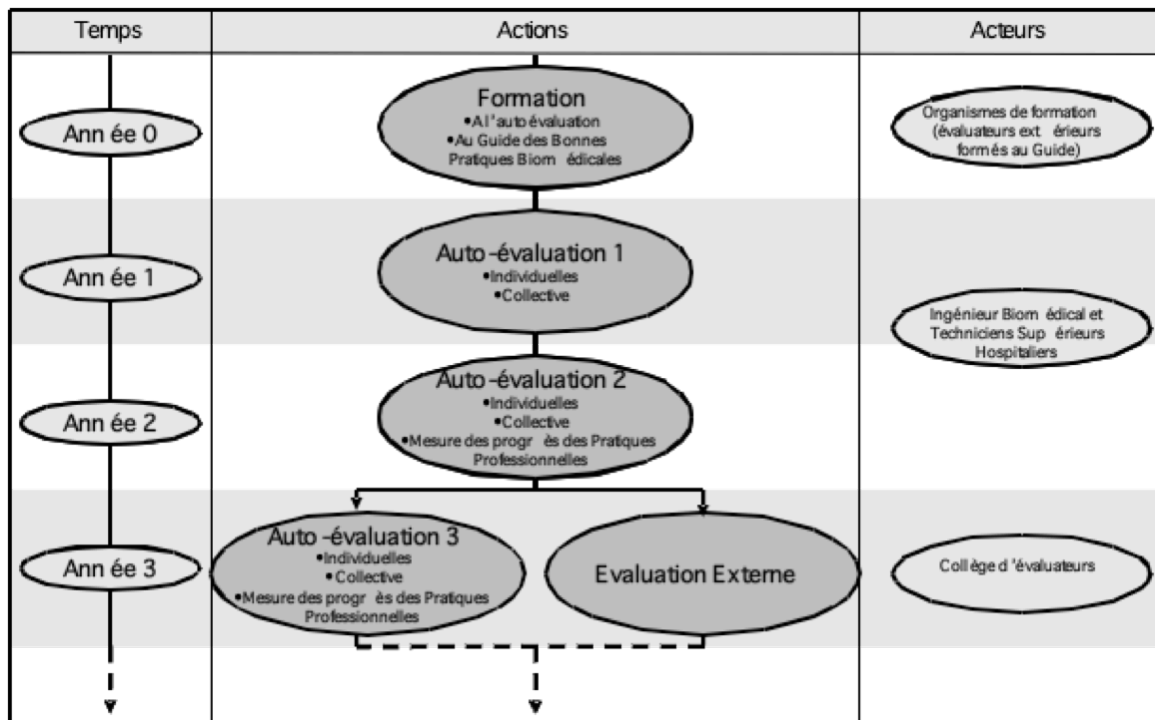 Temps
Actions
Acteurs
Ann ée 0
Formation
•A l'auto évaluation
•Au Guide des Bonnes
Pratiques Biom édicales
Organismes de formation
(évaluateurs ext érieurs
formés au Guide)
Ann ée 1
Auto -évaluation 1
•Individuelles
•Collective
Ingénieur Biom édical et
Techniciens Sup érieurs
Hospitaliers
Ann ée 2
Auto -évaluation 2
•Individuelles
•Collective
•Mesure des progr ès des Pratiques
Professionnelles
Ann ée 3
Auto -évaluation 3
•Individuelles
•Collective
•Mesure des progr ès des Pratiques
Professionnelles
Evaluation Externe
Collège d 'évaluateurs